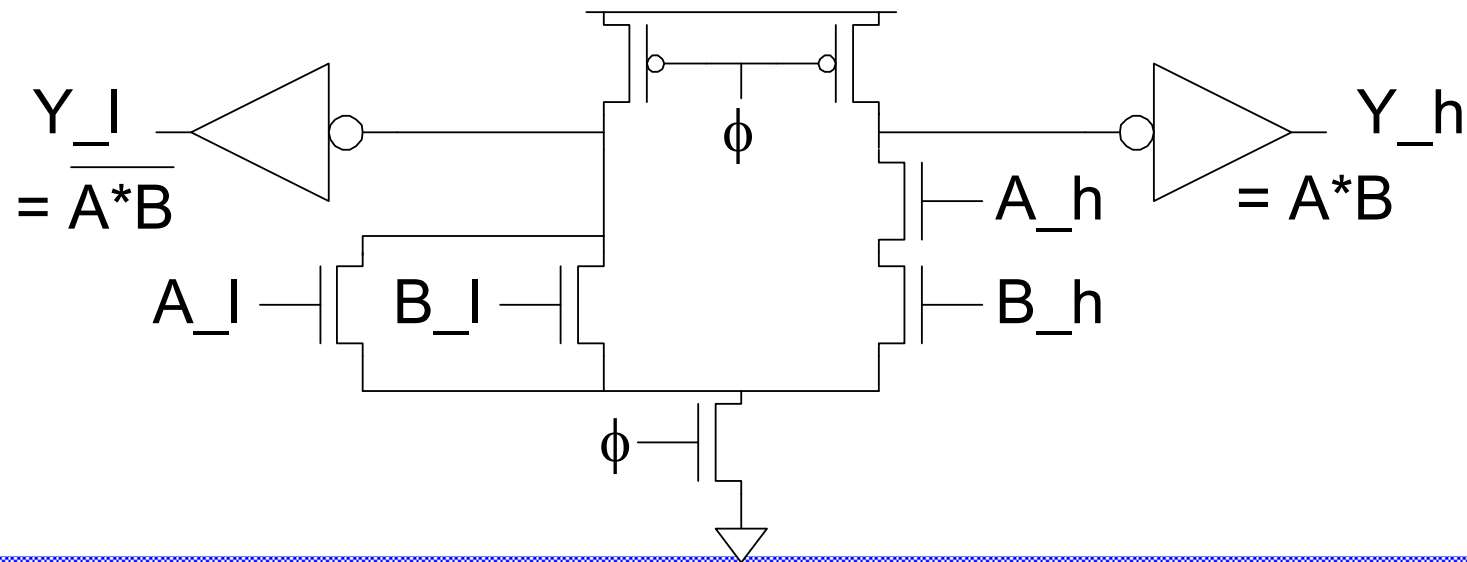 Y_l
= A*B
ϕ
Y_h
= A*B
A_h
A_l
B_l
B_h
ϕ